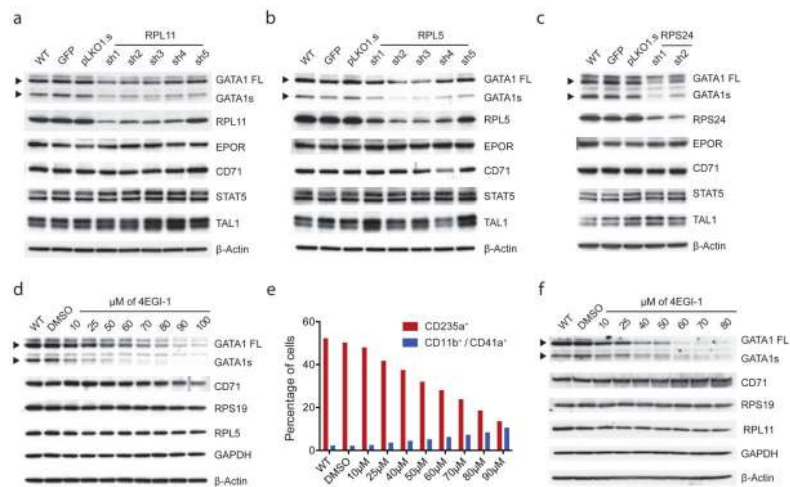 a
RPL11
WT GFP pLKO1.s sh1 sh2 sh3 sh4 sh5
GATA1 FL
GATA1s
RPL11
EPOR
CD71
STAT5
TAL1
β-Actin
b
RPL5
WT GFP pLKO1.s sh1 sh2 sh3 sh4 sh5
GATA1 FL
GATA1s
RPL5
EPOR
CD71
STAT5
TAL1
β-Actin
c
RPS24
WT GFP pLKO1.s sh1 sh2
GATA1 FL
GATA1s
RPS24
EPOR
CD71
STAT5
TAL1
β-Actin
d
μM of 4EGI-1
WT DMSO 10 25 50 60 70 80 90 100
GATA1 FL
GATA1s
CD71
RPS19
RPL5
GAPDH
β-Actin
e
Percentage of cells
60
40
20
0
CD235a⁺
CD11b⁺ / CD41a⁺
WT DMSO 10μM 25μM 40μM 50μM 60μM 70μM 80μM 90μM
f
μM of 4EGI-1
WT DMSO 10 25 40 50 60 70 80
GATA1 FL
GATA1s
CD71
RPS19
RPL11
GAPDH
β-Actin